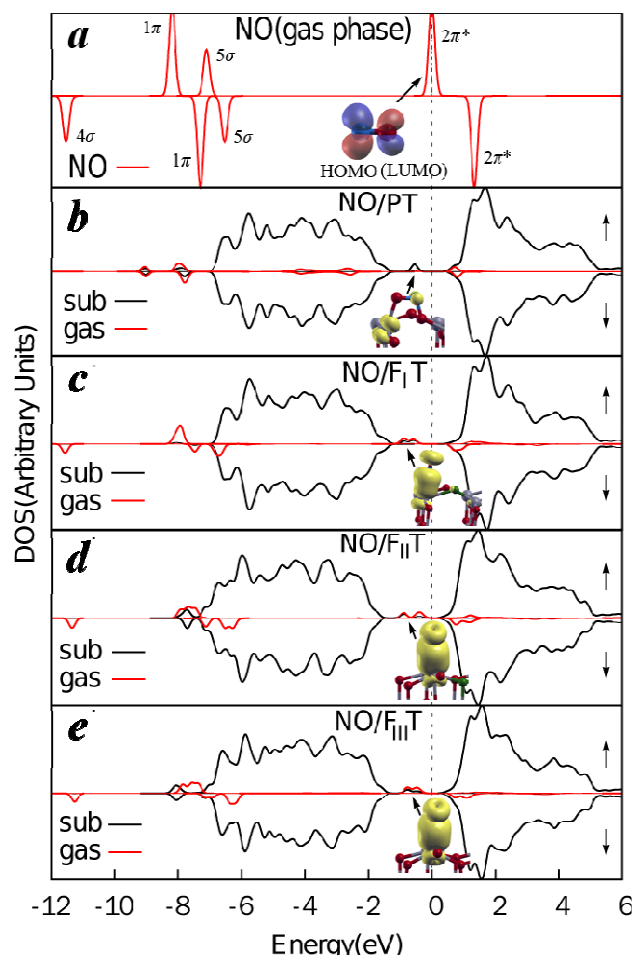 a
NO(gas phase)
1π
5σ
2π*
4σ
1π
5σ
2π*
NO
HOMO (LUMO)
b
NO/PT
sub
gas
c
NO/FIT
sub
gas
d
NO/FIIT
sub
gas
e
NO/FIIIT
sub
gas
DOS(Arbitrary Units)
-12 -10 -8 -6 -4 -2 0 2 4 6
Energy(eV)